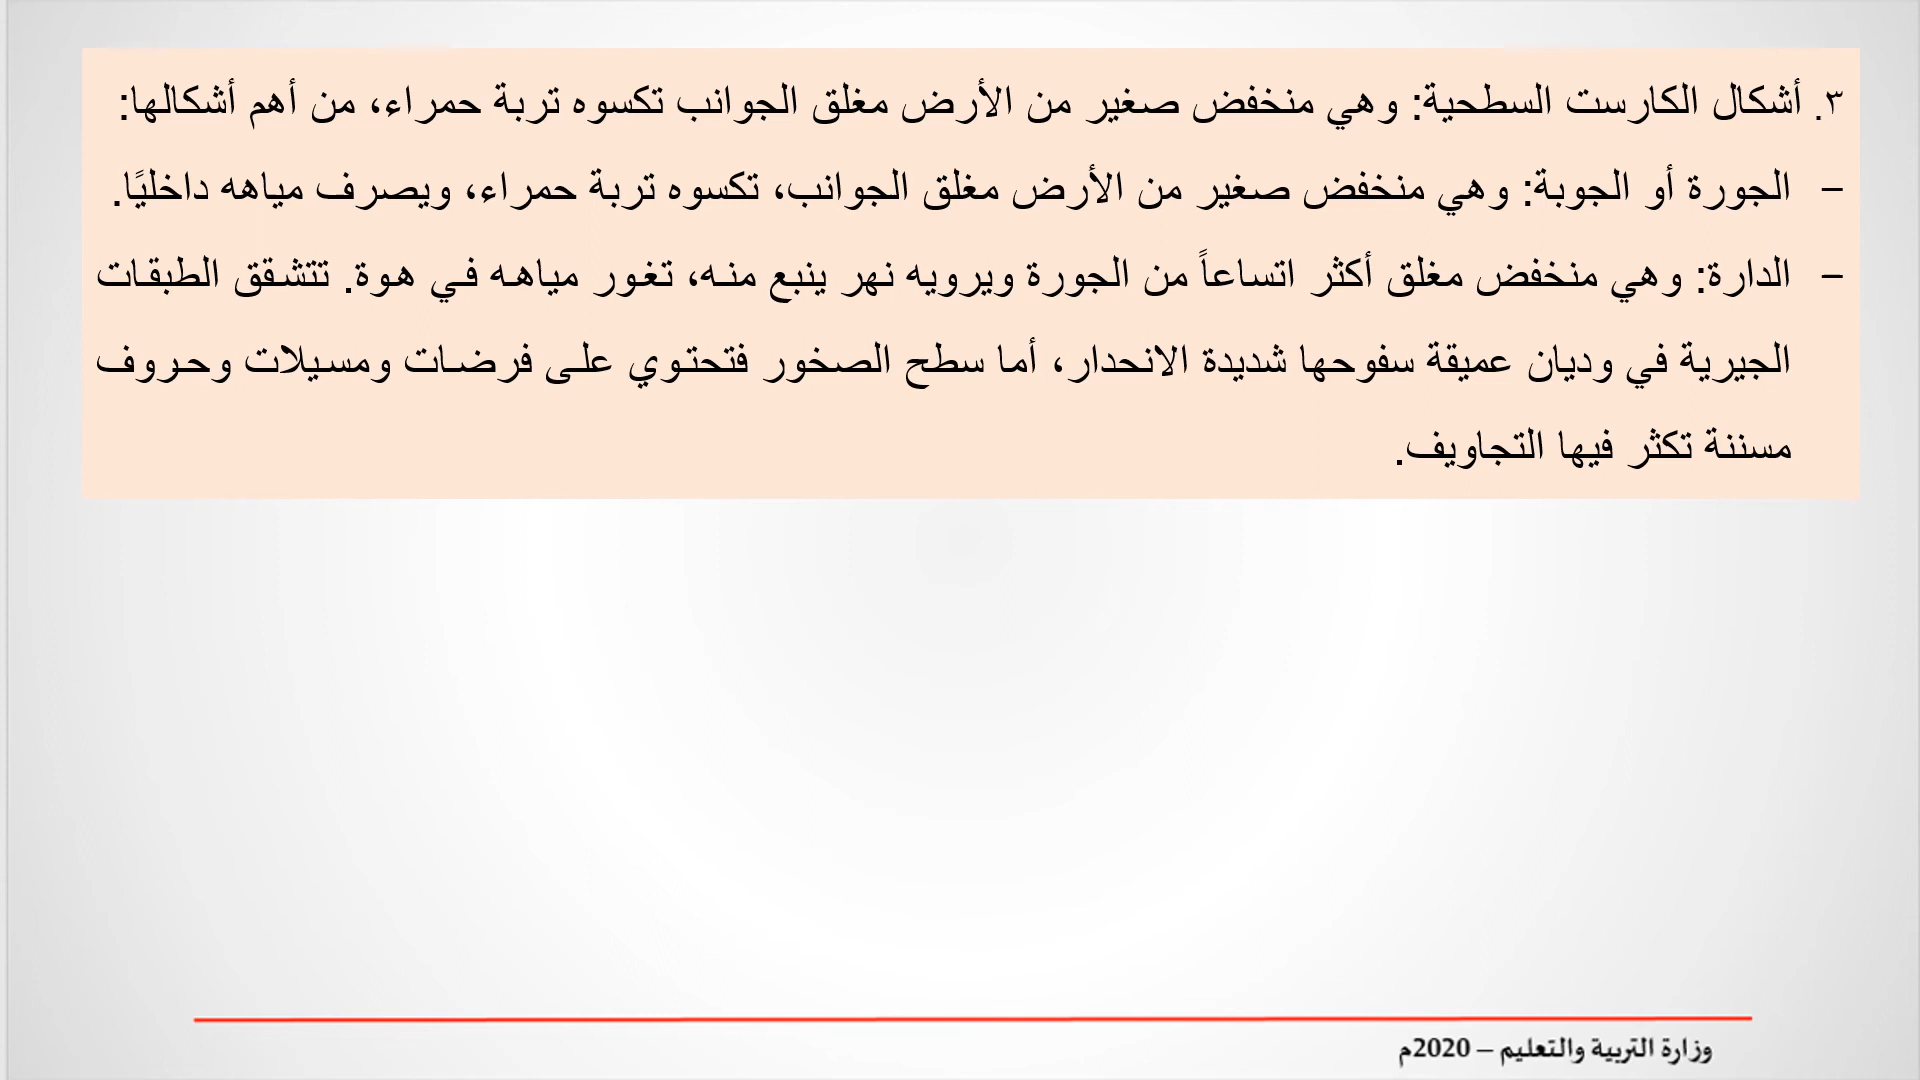 ٣. أشكال الكارست السطحية: وهي منخفض صغير من الأرض مغلق الجوانب تكسوه تربة حمراء، من أهم أشكالها:
– الجورة أو الجوبة: وهي منخفض صغير من الأرض مغلق الجوانب، تكسوه تربة حمراء، ويصرف مياهه داخليًا.
– الدارة: وهي منخفض مغلق أكثر اتساعاً من الجورة ويرويه نهر ينبع منه، تغور مياهه في هوة. تتشقق الطبقات
الجيرية في وديان عميقة سفوحها شديدة الانحدار، أما سطح الصخور فتحتوي على فرضات ومسيلات وحروف
مسننة تكثر فيها التجاويف.
وزارة التربية والتعليم – 2020م